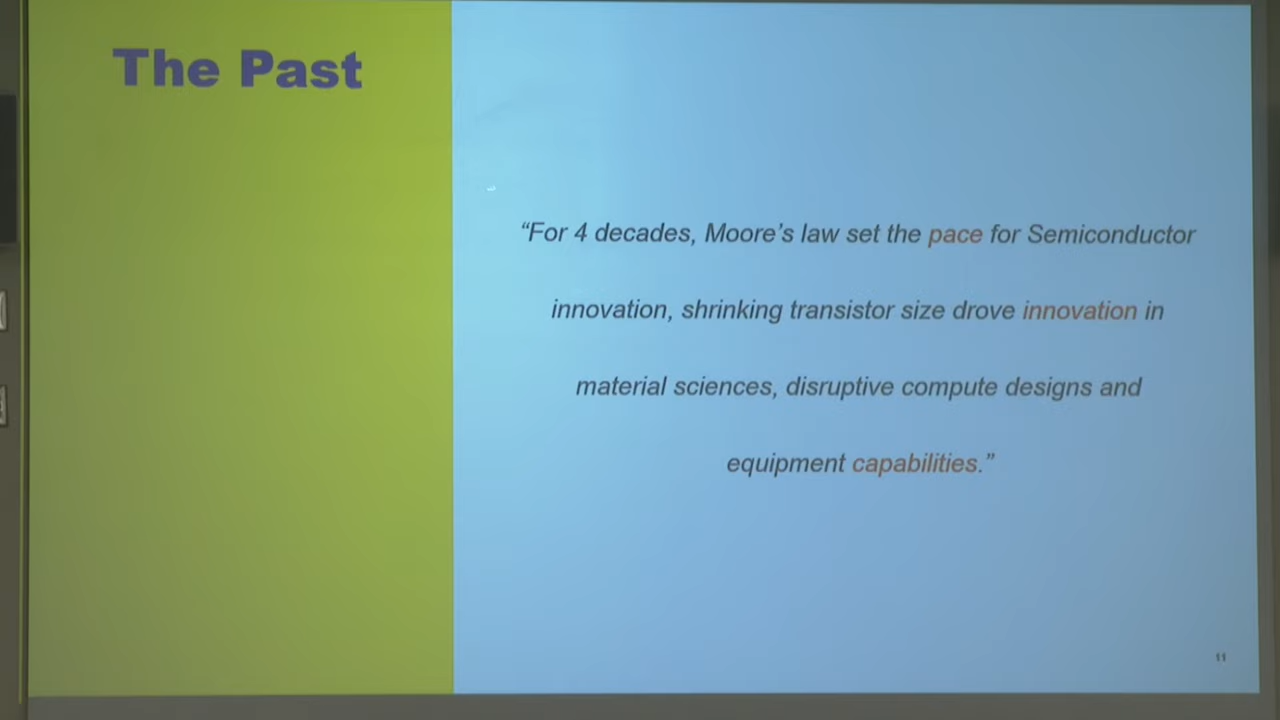 The Past
“For 4 decades, Moore’s law set the pace for Semiconductor
innovation, shrinking transistor size drove innovation in
material sciences, disruptive compute designs and
equipment capabilities.”
11